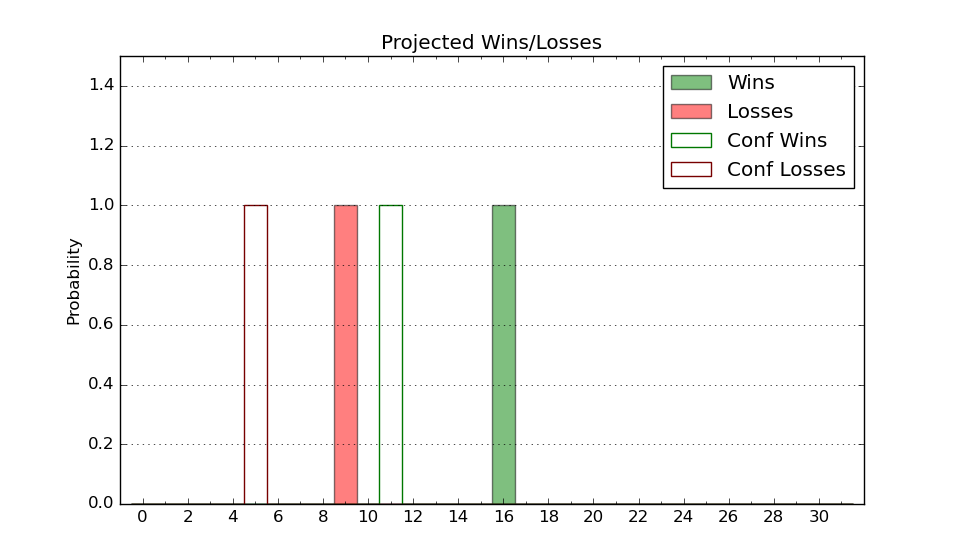 Projected Wins/Losses
Wins
Losses
Conf Wins
Conf Losses
Probability
1.4
1.2
1.0
0.8
0.6
0.4
0.2
0.0
0 2 4 6 8 10 12 14 16 18 20 22 24 26 28 30